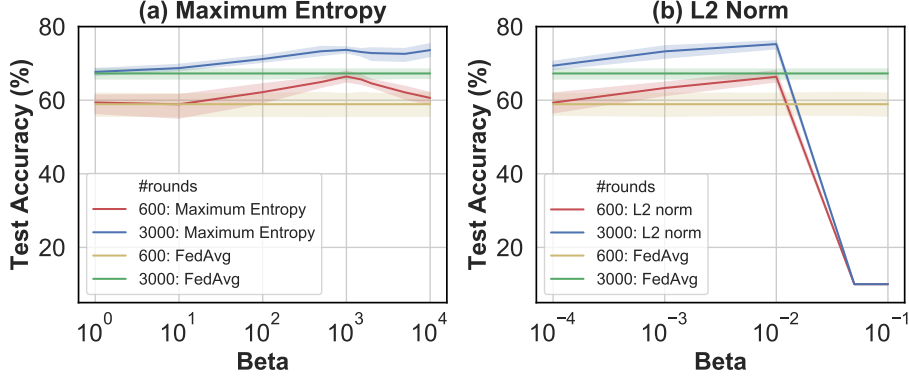 (a) Maximum Entropy
Test Accuracy (%)
80
60
40
20
#rounds
600: Maximum Entropy
3000: Maximum Entropy
600: FedAvg
3000: FedAvg
10^0 10^1 10^2 10^3 10^4
Beta
(b) L2 Norm
Test Accuracy (%)
80
60
40
20
#rounds
600: L2 norm
3000: L2 norm
600: FedAvg
3000: FedAvg
10^−4 10^−3 10^−2 10^−1
Beta